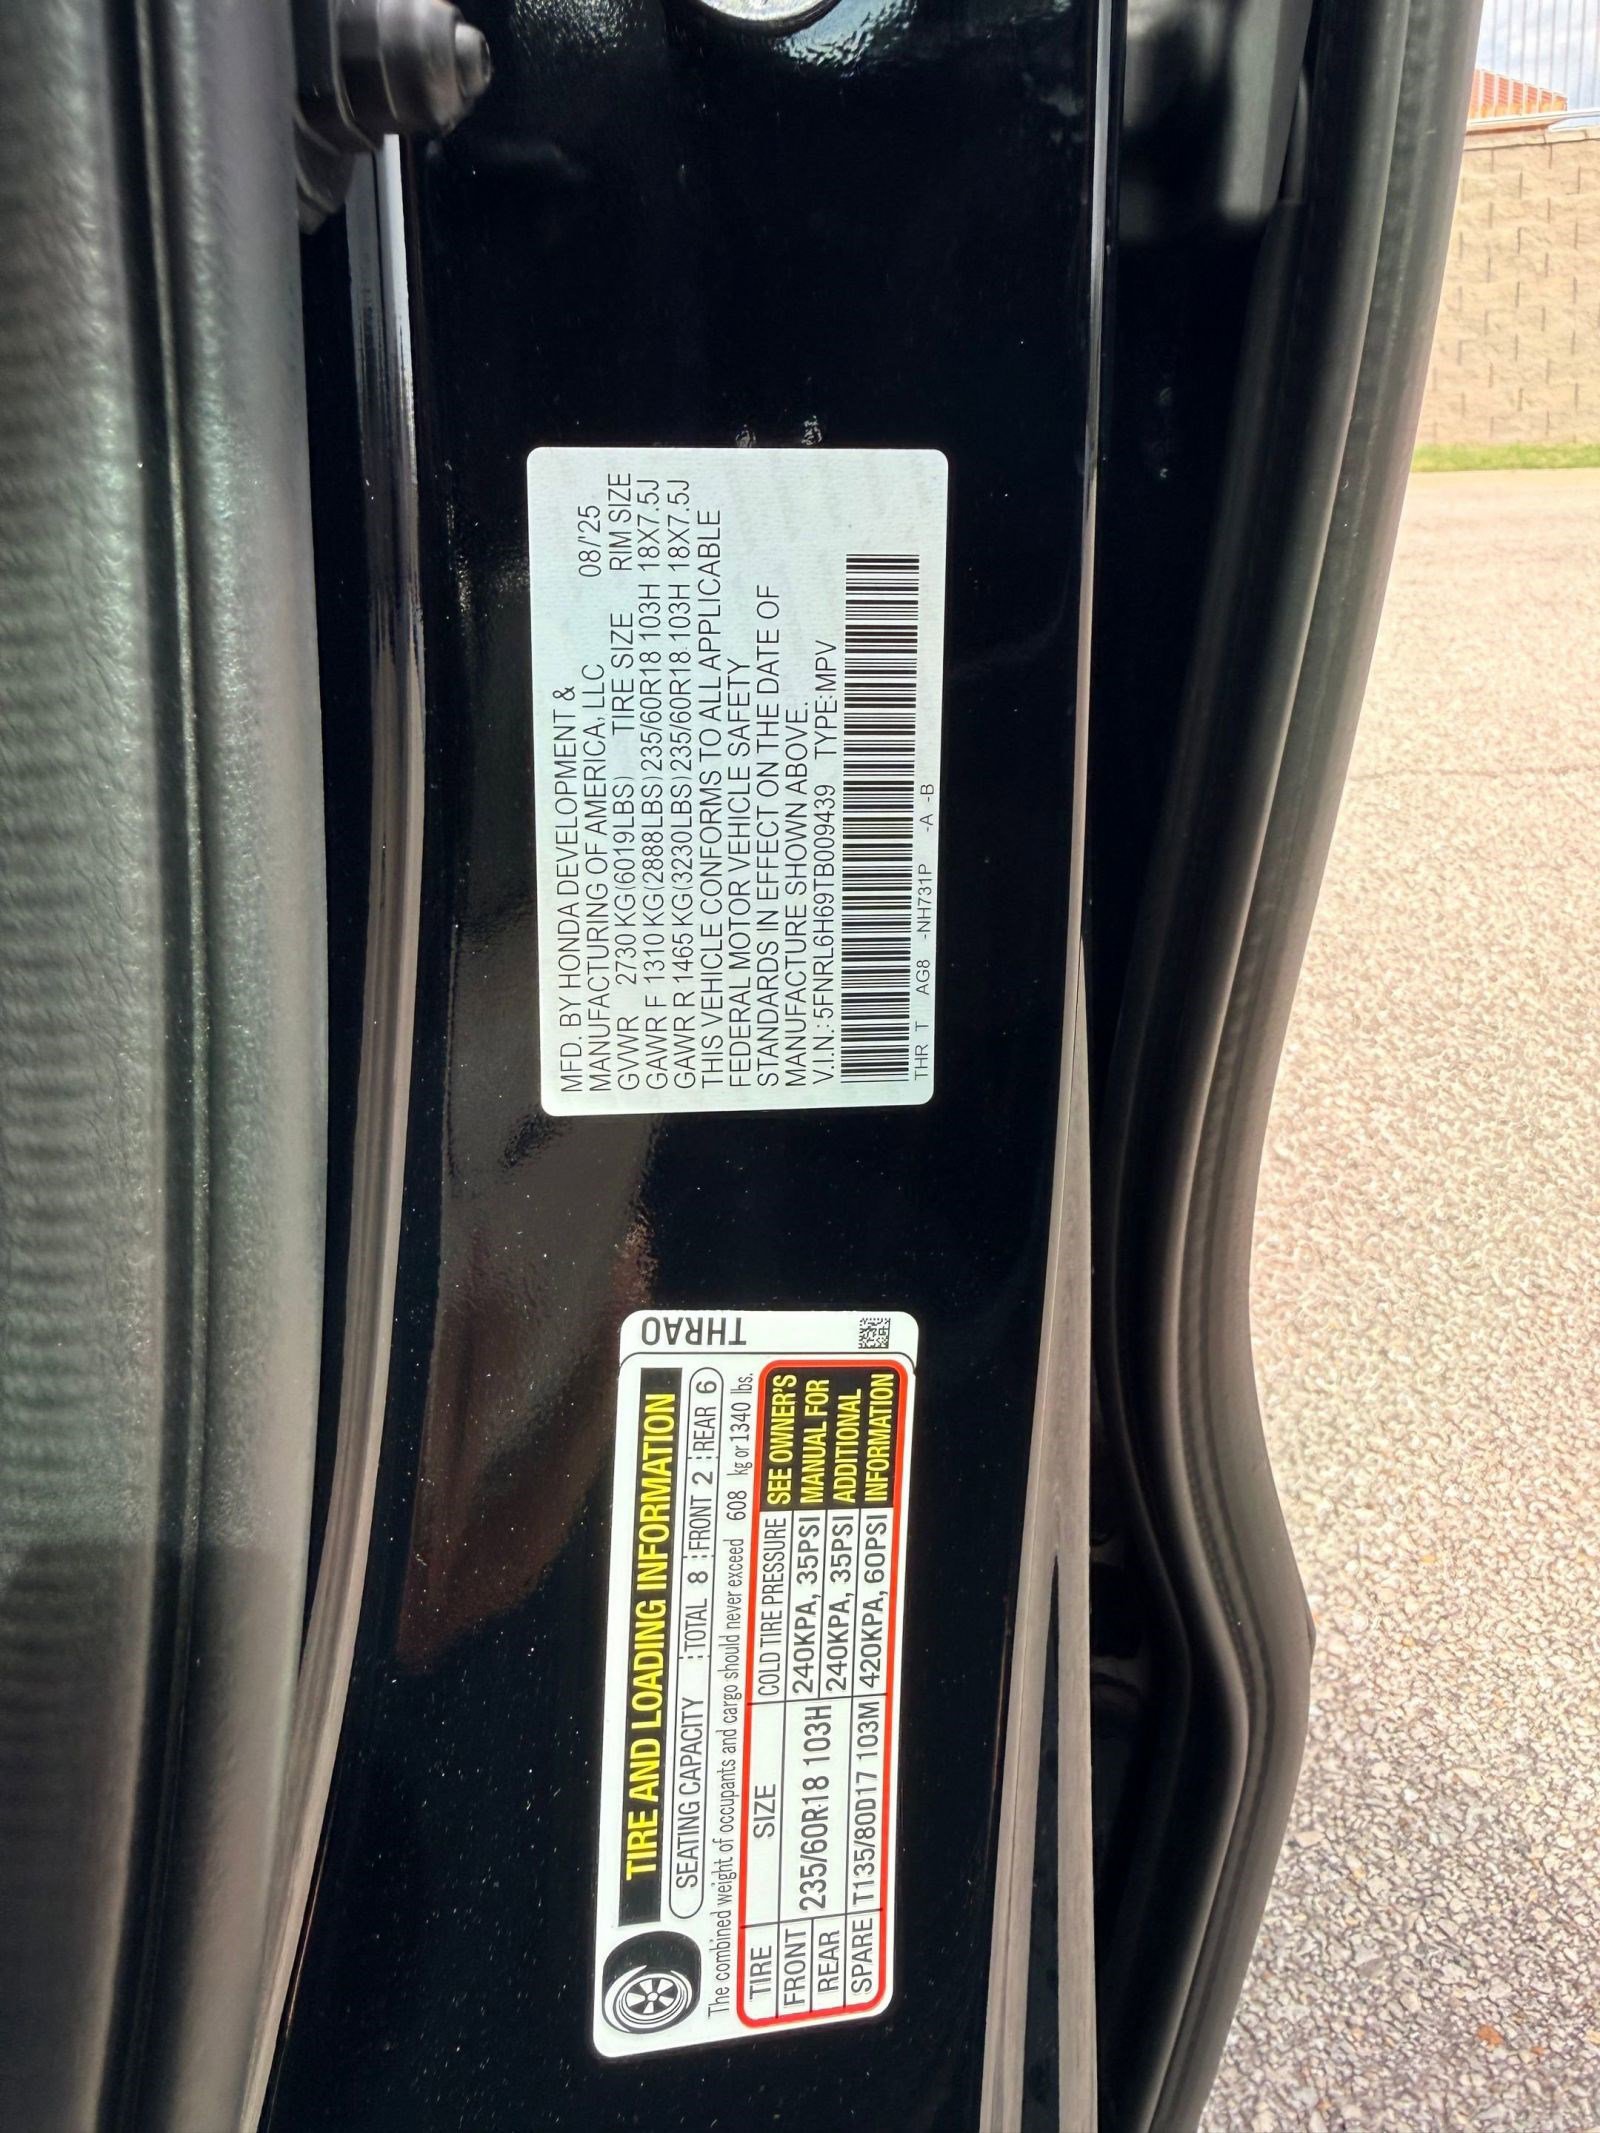 MFD. BY HONDA DEVELOPMENT &
MANUFACTURING OF AMERICA, LLC 08/'25
GVWR 2730 KG(6019LBS) TIRE SIZE RIM SIZE
GAWR F 1310 KG(2888LBS)235/60R18 103H 18X7.5J
GAWR R 1465 KG(3230LBS)235/60R18 103H 18X7.5J
THIS VEHICLE CONFORMS TO ALL APPLICABLE
FEDERAL MOTOR VEHICLE SAFETY
STANDARDS IN EFFECT ON THE DATE OF
MANUFACTURE SHOWN ABOVE.
V.I.N.: 5FNRL6H69TB009439 TYPE:MPV
THR T AG8 -NH731P -A -B
TIRE AND LOADING INFORMATION
SEATING CAPACITY TOTAL 8 FRONT 2 REAR 6
The combined weight of occupants and cargo should never exceed 608 kg or 1340 lbs.
TIRE SIZE COLD TIRE PRESSURE
FRONT 235/60R18 103H 240KPA, 35PSI
REAR 240KPA, 35PSI
SPARE T135/80D17 103M 420KPA, 60PSI
SEE OWNER'S
MANUAL FOR
ADDITIONAL
INFORMATION
THRA0